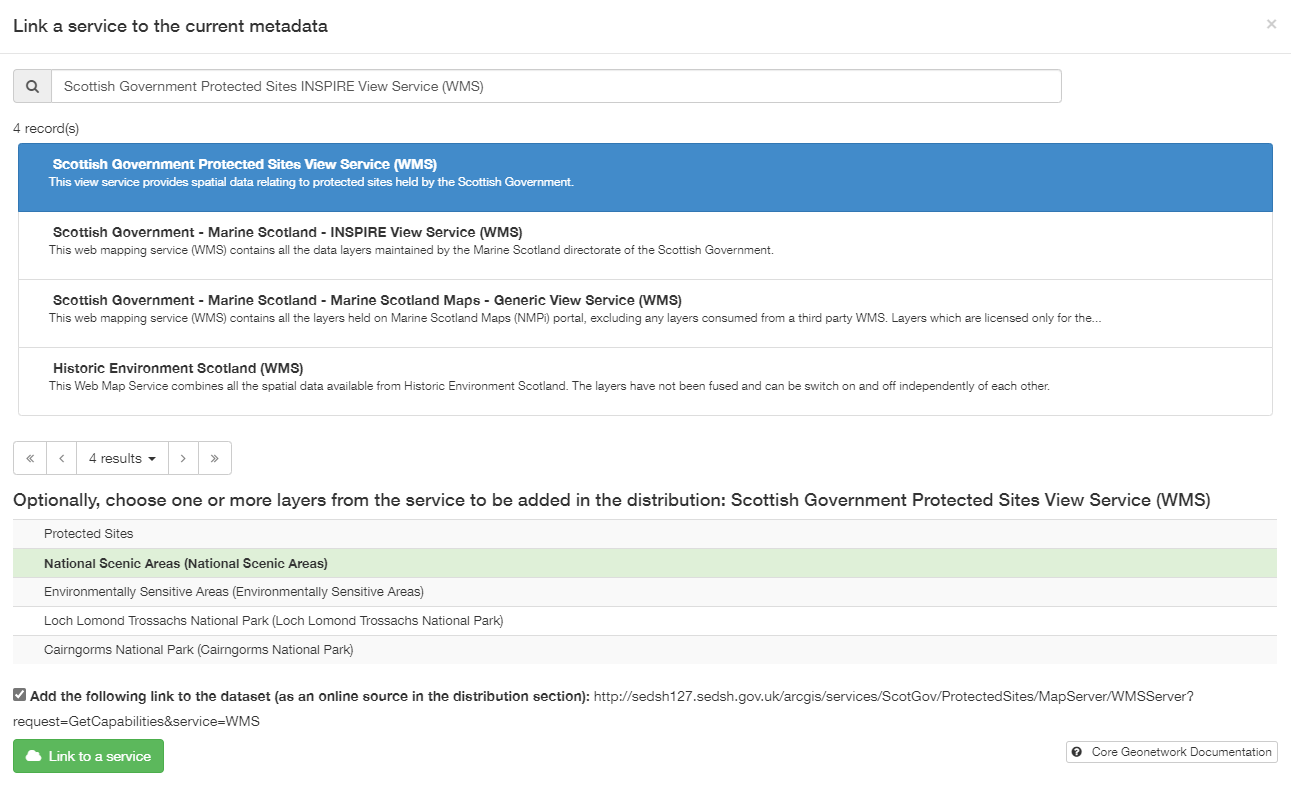 Link a service to the current metadata
×
Scottish Government Protected Sites INSPIRE View Service (WMS)
4 record(s)
Scottish Government Protected Sites View Service (WMS)
This view service provides spatial data relating to protected sites held by the Scottish Government.
Scottish Government - Marine Scotland - INSPIRE View Service (WMS)
This web mapping service (WMS) contains all the data layers maintained by the Marine Scotland directorate of the Scottish Government.
Scottish Government - Marine Scotland - Marine Scotland Maps - Generic View Service (WMS)
This web mapping service (WMS) contains all the layers held on Marine Scotland Maps (NMPi) portal, excluding any layers consumed from a third party WMS. Layers which are licensed only for the...
Historic Environment Scotland (WMS)
This Web Map Service combines all the spatial data available from Historic Environment Scotland. The layers have not been fused and can be switch on and off independently of each other.
« ‹ 4 results › »
Optionally, choose one or more layers from the service to be added in the distribution: Scottish Government Protected Sites View Service (WMS)
Protected Sites
National Scenic Areas (National Scenic Areas)
Environmentally Sensitive Areas (Environmentally Sensitive Areas)
Loch Lomond Trossachs National Park (Loch Lomond Trossachs National Park)
Cairngorms National Park (Cairngorms National Park)
Add the following link to the dataset (as an online source in the distribution section): http://sedsh127.sedsh.gov.uk/arcgis/services/ScotGov/ProtectedSites/MapServer/WMSServer?
request=GetCapabilities&service=WMS
Link to a service
Core Geonetwork Documentation